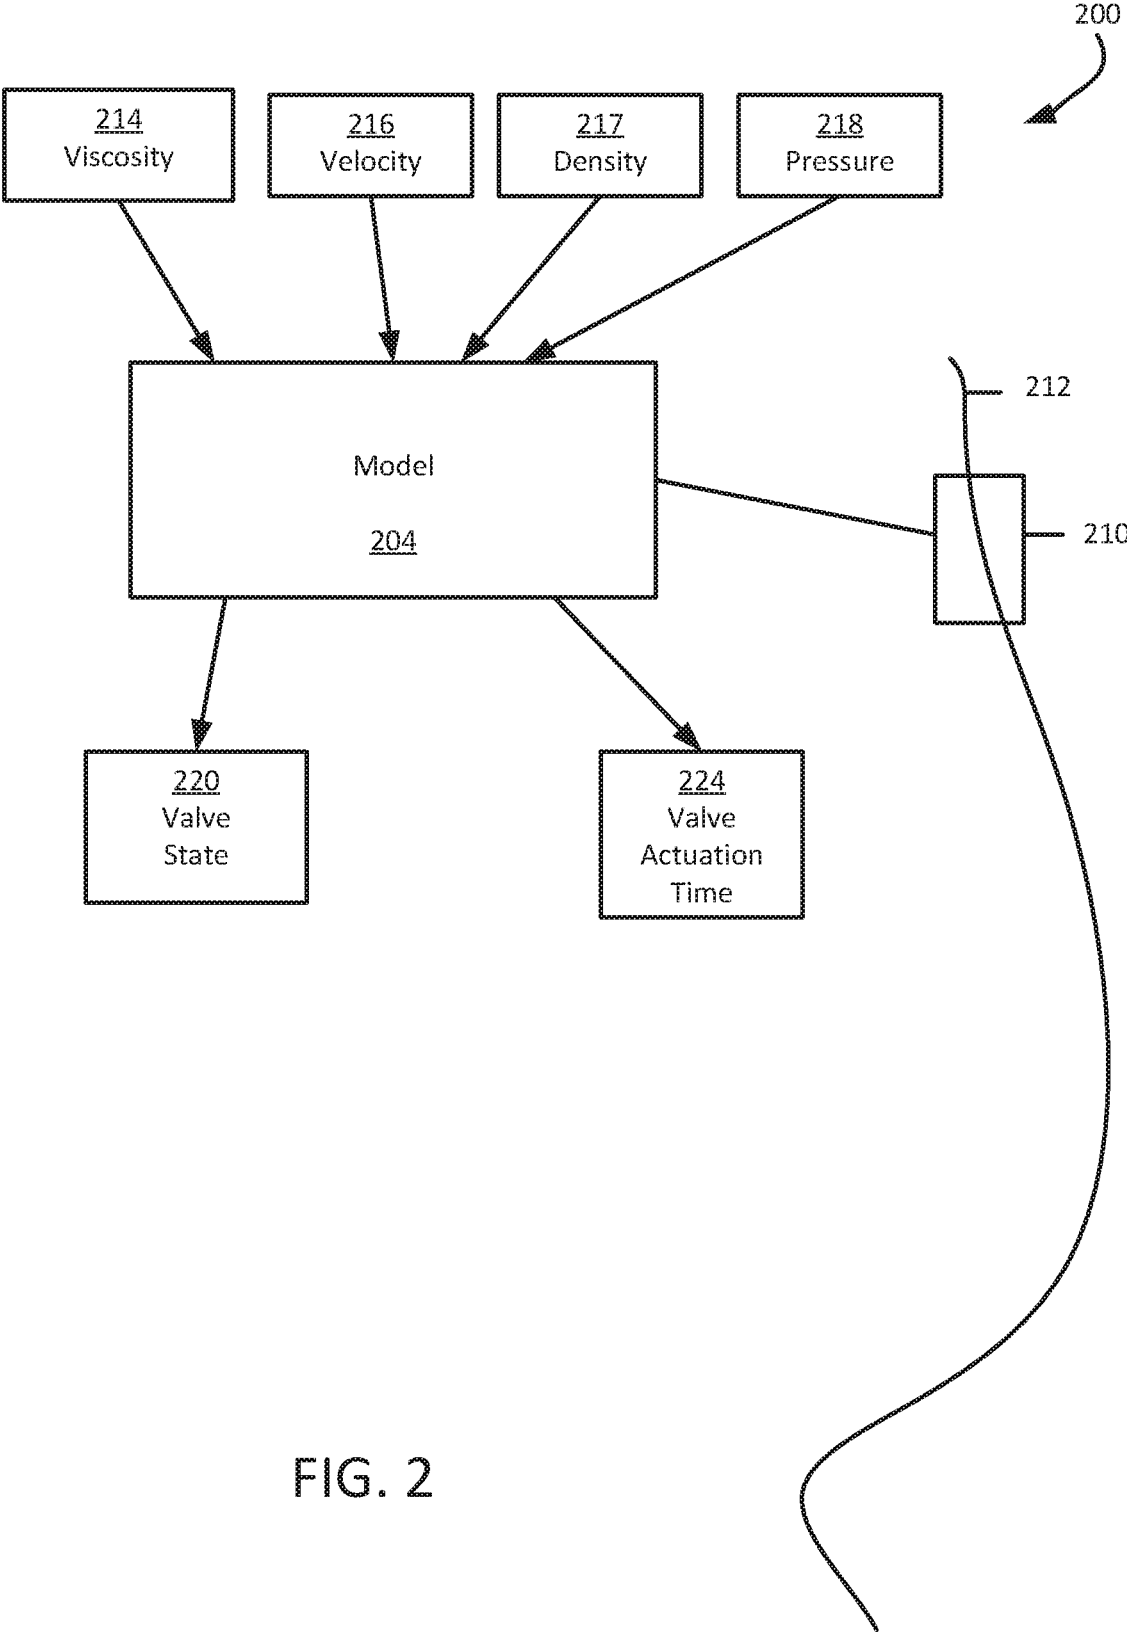 200
214
Viscosity
216
Velocity
217
Density
218
Pressure
212
Model
204
210
220
Valve
State
224
Valve
Actuation
Time
FIG. 2